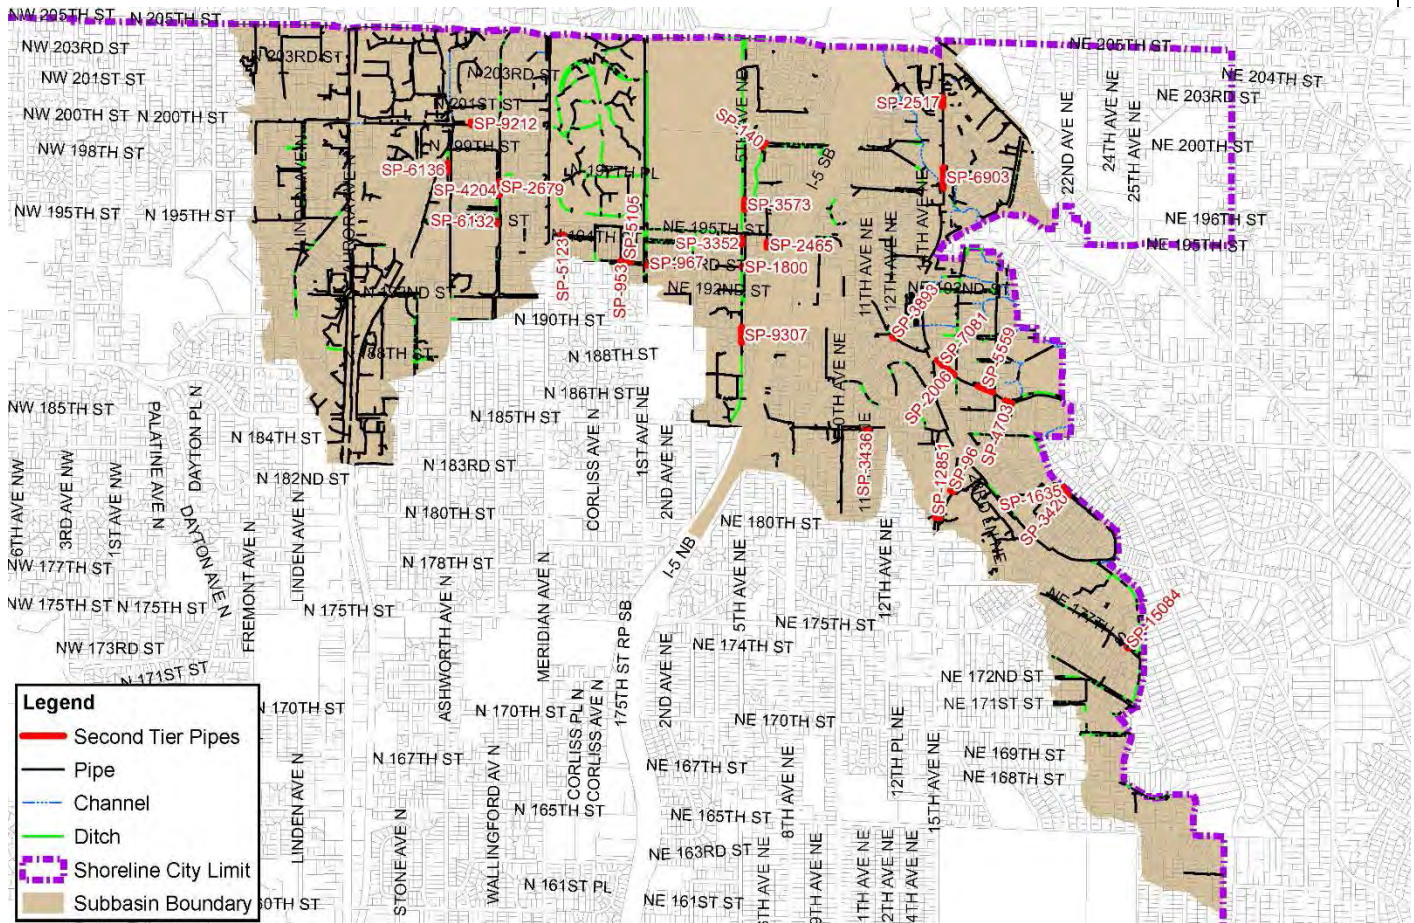 NW 205TH ST
N 205TH ST
NW 203RD ST
N 203RD ST
N 203RD ST
NE 205TH ST
NE 204TH ST
NW 201ST ST
N 201ST ST
NE 203RD ST
NW 200TH ST
N 200TH ST
SP-9212
SP-140
5TH AVE NE
SP-2517
22ND AVE NE
24TH AVE NE
25TH AVE NE
NE 200TH ST
NW 198TH ST
N 199TH ST
SP-6136
N 197TH PL
I-5 SB
SP-6903
SP-4204
SP-2679
SP-3573
NW 195TH ST
N 195TH ST
SP-6132
ST
SP-5105
NE 195TH ST
SP-3352
SP-2465
NE 196TH ST
NE 195TH ST
SP-5123
SP-953
SP-967
RD ST
SP-1800
NE 192ND ST
11TH AVE NE
12TH AVE NE
SP-3893
N 190TH ST
SP-9307
SP-7081
SP-5559
N 188TH ST
N 188TH ST
SP-2006
N 186TH ST
SP-4703
NW 185TH ST
N 185TH ST
PALATINE AVE N
DAYTON PL N
N 184TH ST
CORLISS AVE N
1ST AVE NE
2ND AVE NE
SP-3436
SP-12851
SP-96
N 183RD ST
N 182ND ST
3RD AVE NW
1ST AVE NW
DAYTON AVE N
SP-1635
SP-3420
N 180TH ST
NE 180TH ST
FREMONT AVE N
LINDEN AVE N
I-5 NB
12TH AVE NE
NW 177TH ST
N 178TH ST
5TH AVE NE
NW 175TH ST
N 175TH ST
N 175TH ST
ASHWORTH AVE N
MERIDIAN AVE N
175TH ST RP SB
NE 175TH ST
SP-15084
NW 173RD ST
NE 174TH ST
N 171ST ST
2ND AVE NE
NE 172ND ST
NE 171ST ST
N 170TH ST
N 170TH ST
CORLISS PL N
CORLISS AVE N
NE 170TH ST
12TH PL NE
15TH AVE NE
NE 169TH ST
N 167TH ST
NE 167TH ST
NE 168TH ST
LINDEN AVE N
STONE AVE N
WALLINGFORD AV N
N 165TH ST
NE 165TH ST
8TH AVE NE
NE 163RD ST
N 161ST PL
NE 161ST ST
Legend
Second Tier Pipes
Pipe
Channel
Ditch
Shoreline City Limit
Subbasin Boundary